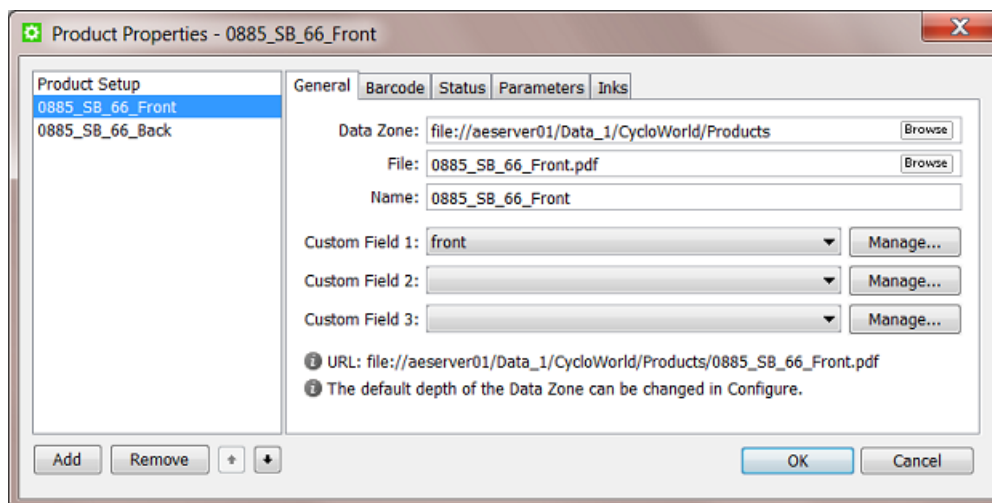 Product Properties - 0885_SB_66_Front
X
Product Setup
0885_SB_66_Front
0885_SB_66_Back
General Barcode Status Parameters Inks
Data Zone: file://aeserver01/Data_1/CycloWorld/Products Browse
File: 0885_SB_66_Front.pdf Browse
Name: 0885_SB_66_Front
Custom Field 1: front Manage...
Custom Field 2: Manage...
Custom Field 3: Manage...
URL: file://aeserver01/Data_1/CycloWorld/Products/0885_SB_66_Front.pdf
The default depth of the Data Zone can be changed in Configure.
Add Remove OK Cancel